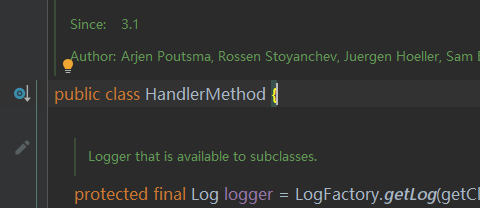 Since: 3.1
Author: Arjen Poutsma, Rossen Stoyanchev, Juergen Hoeller, Sam
public class HandlerMethod {
Logger that is available to subclasses.
protected final Log logger = LogFactory.getLog(getCl